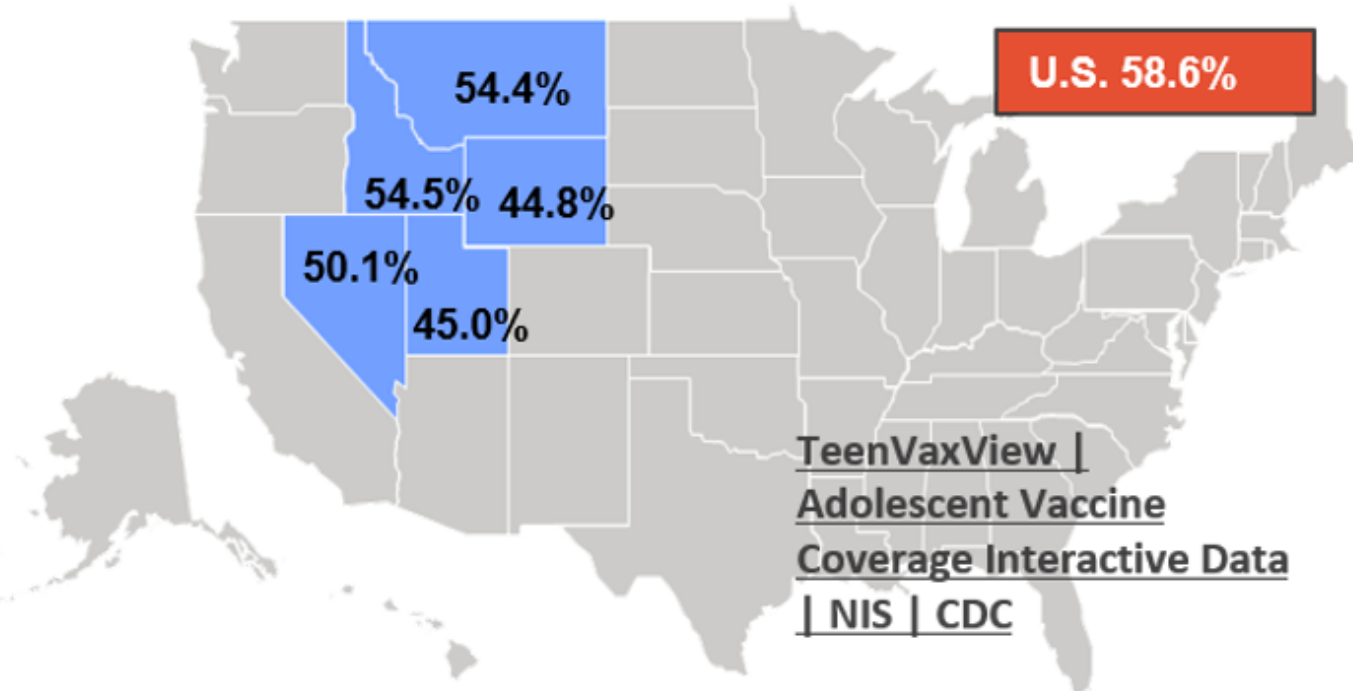 U.S. 58.6%
54.4%
54.5%
44.8%
50.1%
45.0%
TeenVaxView |
Adolescent Vaccine
Coverage Interactive Data
| NIS | CDC